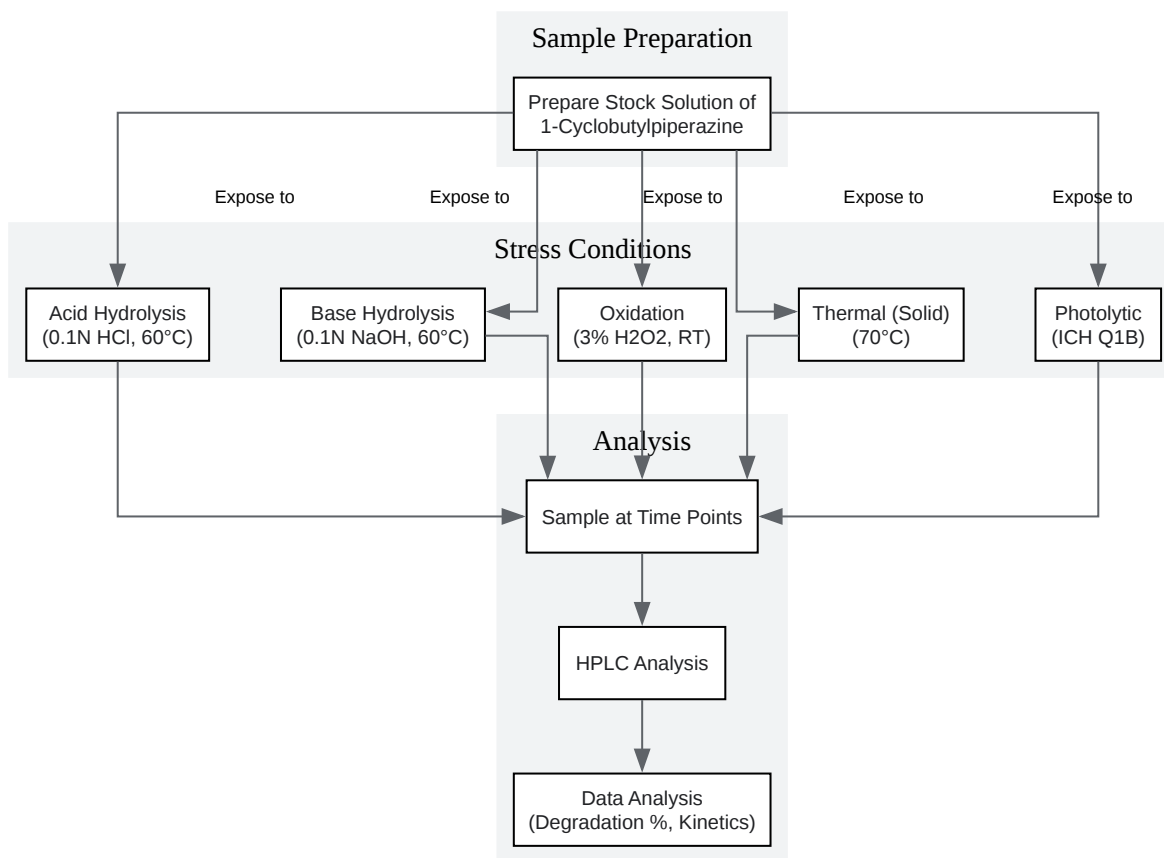 Sample Preparation
Prepare Stock Solution of
1-Cyclobutylpiperazine
Expose to
Expose to
Expose to
Expose to
Expose to
Stress Conditions
Acid Hydrolysis
(0.1N HCl, 60°C)
Base Hydrolysis
(0.1N NaOH, 60°C)
Oxidation
(3% H2O2, RT)
Thermal (Solid)
(70°C)
Photolytic
(ICH Q1B)
Analysis
Sample at Time Points
HPLC Analysis
Data Analysis
(Degradation %, Kinetics)